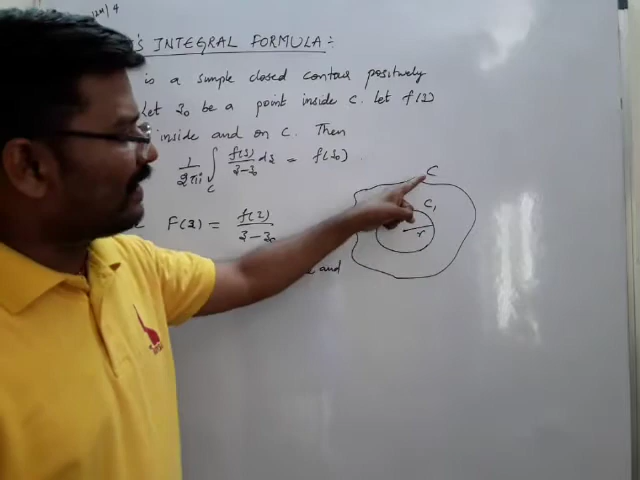 'S INTEGRAL FORMULA :-
is a simple closed contour positively
Let z₀ be a point inside C. Let f(z)
inside and on C. Then
1/2πi ∫_C f(z)/z-z₀ dz = f(z₀)
F(z) = f(z)/z-z₀
and
C
C₁
r